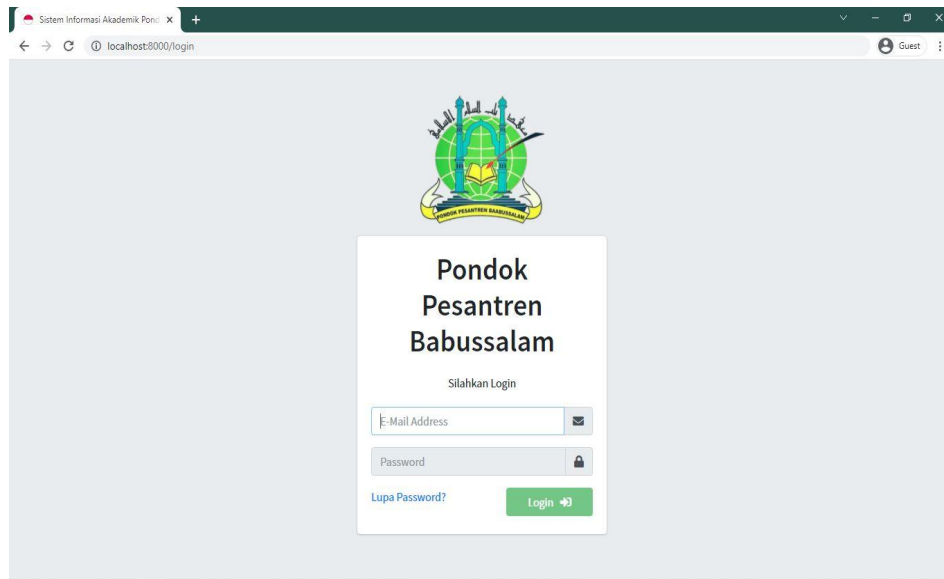 Sistem Informasi Akademik Pond
localhost:8000/login
Guest
PONDOK PESANTREN BAABUSSALAM
Pondok
Pesantren
Babussalam
Silahkan Login
E-Mail Address
Password
Lupa Password?
Login